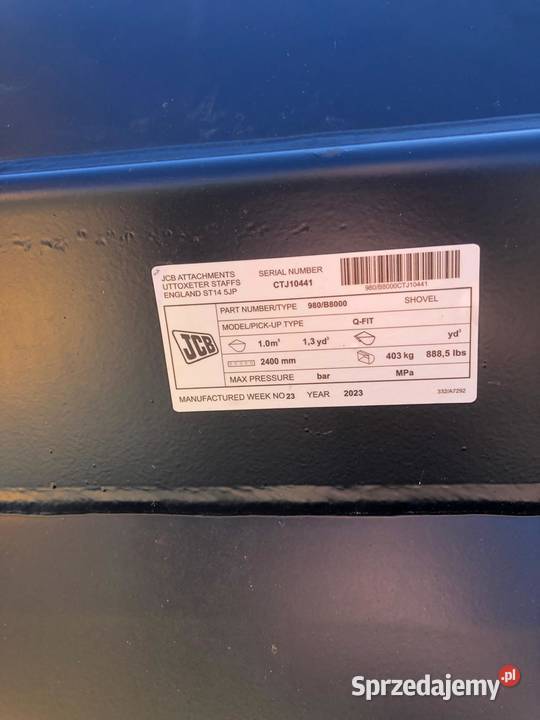 JCB ATTACHMENTS
UTTOXETER STAFFS
ENGLAND ST14 5JP
SERIAL NUMBER
CTJ10441
980/B8000CTJ10441
PART NUMBER/TYPE 980/B8000 SHOVEL
MODEL/PICK-UP TYPE Q-FIT
JCB
1.0m³ 1,3 yd³ yd³
2400 mm 403 kg 888,5 lbs
MAX PRESSURE bar MPa
MANUFACTURED WEEK NO 23 YEAR 2023 332/A7292
Sprzedajemy.pl